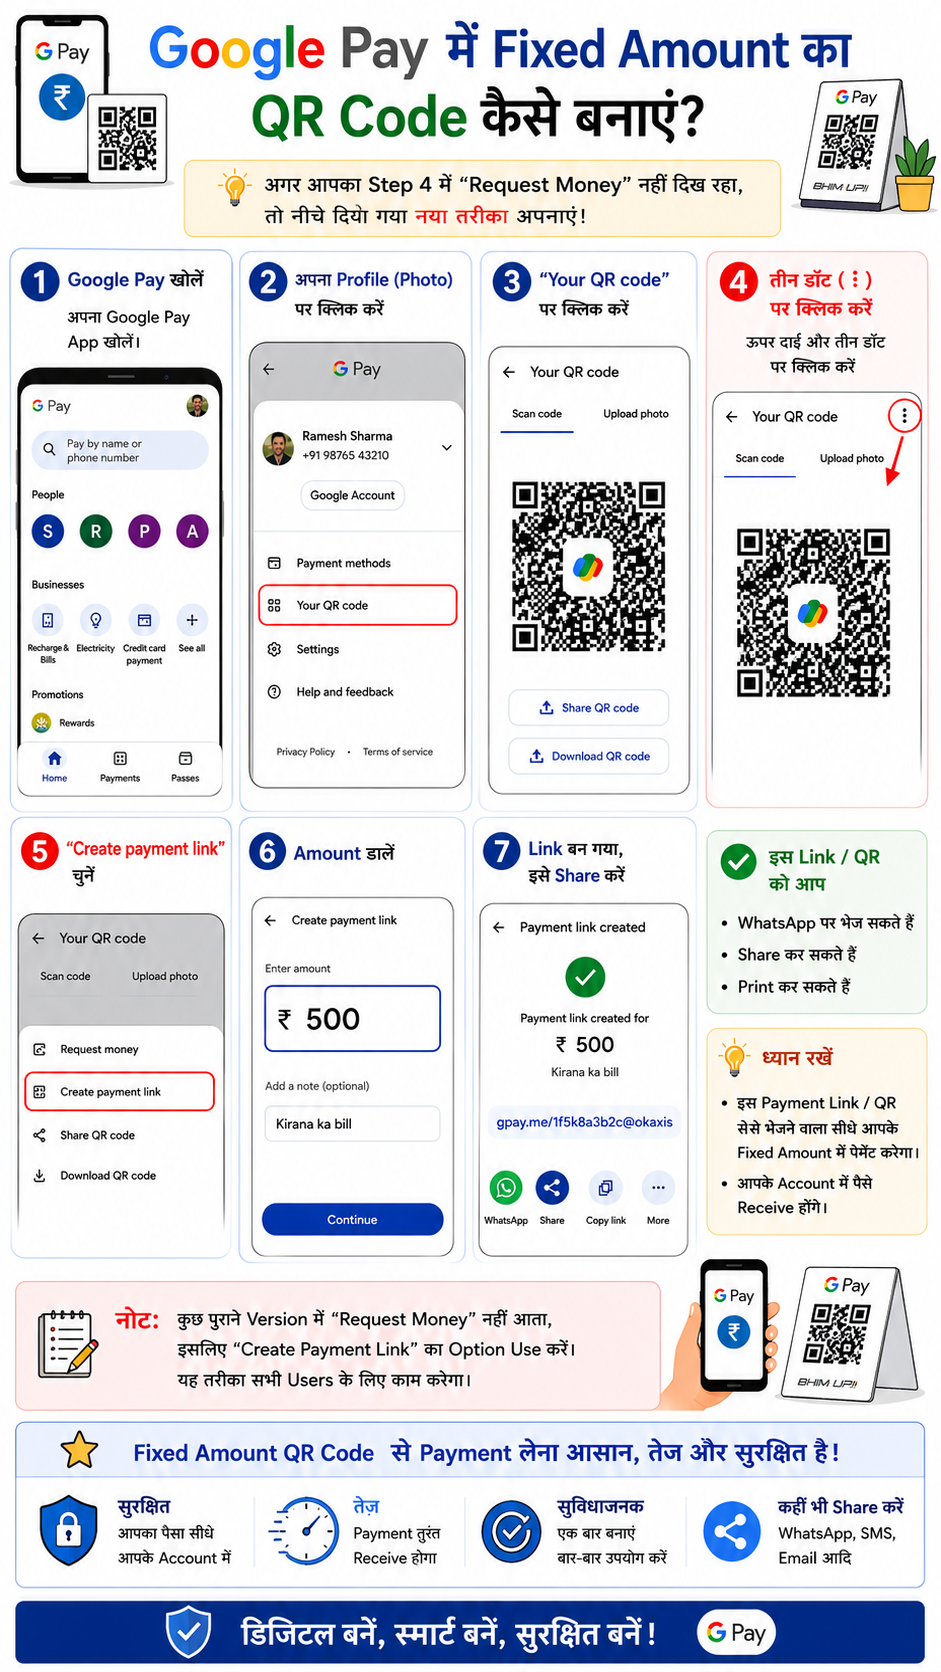 G Pay
₹
Google Pay में Fixed Amount का
QR Code कैसे बनाएं?
G Pay
BHIM UP!!
अगर आपका Step 4 में “Request Money” नहीं दिख रहा,
तो नीचे दिया गया नया तरीका अपनाएं!
1 Google Pay खोलें
अपना Google Pay
App खोलें।
G Pay
Pay by name or
phone number
People
S R P A
Businesses
Recharge & Bills
Electricity
Credit card payment
See all
Promotions
Rewards
Home Payments Passes
2 अपना Profile (Photo)
पर क्लिक करें
G Pay
Ramesh Sharma
+91 98765 43210
Google Account
Payment methods
Your QR code
Settings
Help and feedback
Privacy Policy • Terms of service
3 “Your QR code”
पर क्लिक करें
Your QR code
Scan code Upload photo
Share QR code
Download QR code
4 तीन डॉट (⋮)
पर क्लिक करें
ऊपर दाई और तीन डॉट
पर क्लिक करें
Your QR code
Scan code Upload photo
5 “Create payment link”
चुनें
Your QR code
Scan code Upload photo
Request money
Create payment link
Share QR code
Download QR code
6 Amount डालें
Create payment link
Enter amount
₹ 500
Add a note (optional)
Kirana ka bill
Continue
7 Link बन गया,
इसे Share करें
Payment link created
Payment link created for
₹ 500
Kirana ka bill
gpay.me/1f5k8a3b2c@okaxis
WhatsApp Share Copy link More
इस Link / QR
को आप
• WhatsApp पर भेज सकते हैं
• Share कर सकते हैं
• Print कर सकते हैं
ध्यान रखें
• इस Payment Link / QR
सेसे भेजने वाला सीधे आपके
Fixed Amount में पेमेंट करेगा।
• आपके Account में पैसे
Receive होंगे।
नोट: कुछ पुराने Version में “Request Money” नहीं आता,
इसलिए “Create Payment Link” का Option Use करें।
यह तरीका सभी Users के लिए काम करेगा।
G Pay
₹
G Pay
BHIM UP!!
Fixed Amount QR Code से Payment लेना आसान, तेज और सुरक्षित है!
सुरक्षित
आपका पैसा सीधे
आपके Account में
तेज़
Payment तुरंत
Receive होगा
सुविधाजनक
एक बार बनाएं
बार-बार उपयोग करें
कहीं भी Share करें
WhatsApp, SMS,
Email आदि
डिजिटल बनें, स्मार्ट बनें, सुरक्षित बनें!
G Pay